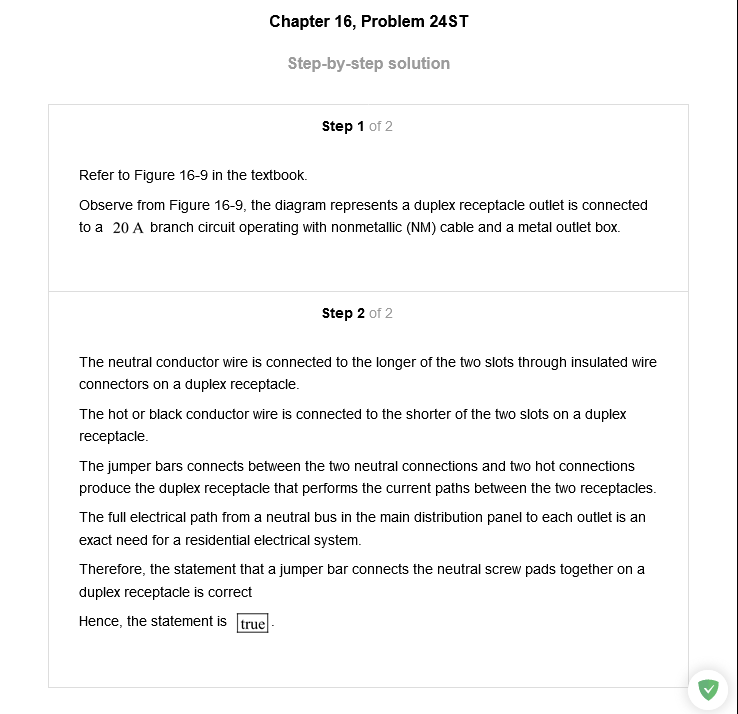 Chapter 16, Problem 24ST
Step-by-step solution
Step 1 of 2
Refer to Figure 16-9 in the textbook.
Observe from Figure 16-9, the diagram represents a duplex receptacle outlet is connected
to a 20 A branch circuit operating with nonmetallic (NM) cable and a metal outlet box.
Step 2 of 2
The neutral conductor wire is connected to the longer of the two slots through insulated wire
connectors on a duplex receptacle.
The hot or black conductor wire is connected to the shorter of the two slots on a duplex
receptacle.
The jumper bars connects between the two neutral connections and two hot connections
produce the duplex receptacle that performs the current paths between the two receptacles.
The full electrical path from a neutral bus in the main distribution panel to each outlet is an
exact need for a residential electrical system.
Therefore, the statement that a jumper bar connects the neutral screw pads together on a
duplex receptacle is correct
Hence, the statement is true.